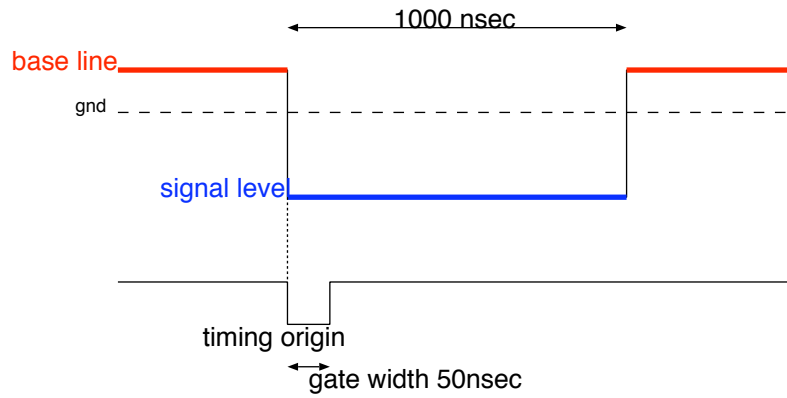 1000 nsec
base line
gnd
signal level
timing origin
gate width 50nsec